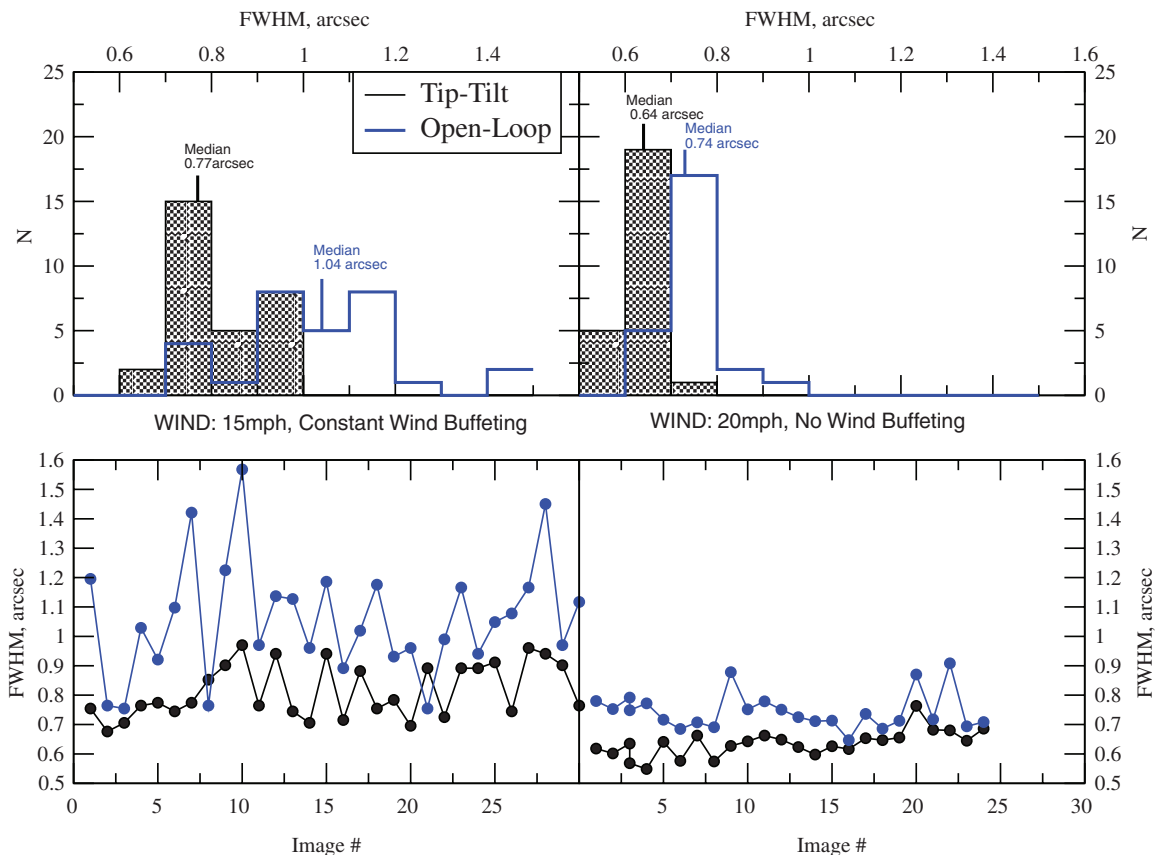 FWHM, arcsec
FWHM, arcsec
0.6 0.8 1 1.2 1.4
0.6 0.8 1 1.2 1.4 1.6
25
20
15
10
5
0
N
Tip-Tilt
Open-Loop
Median
0.77arcsec
Median
1.04 arcsec
Median
0.64 arcsec
Median
0.74 arcsec
25
20
15
10
5
0
N
WIND: 15mph, Constant Wind Buffeting
WIND: 20mph, No Wind Buffeting
1.6
1.5
1.4
1.3
1.2
1.1
1
0.9
0.8
0.7
0.6
0.5
FWHM, arcsec
1.6
1.5
1.4
1.3
1.2
1.1
1
0.9
0.8
0.7
0.6
0.5
FWHM, arcsec
0 5 10 15 20 25
5 10 15 20 25 30
Image #
Image #